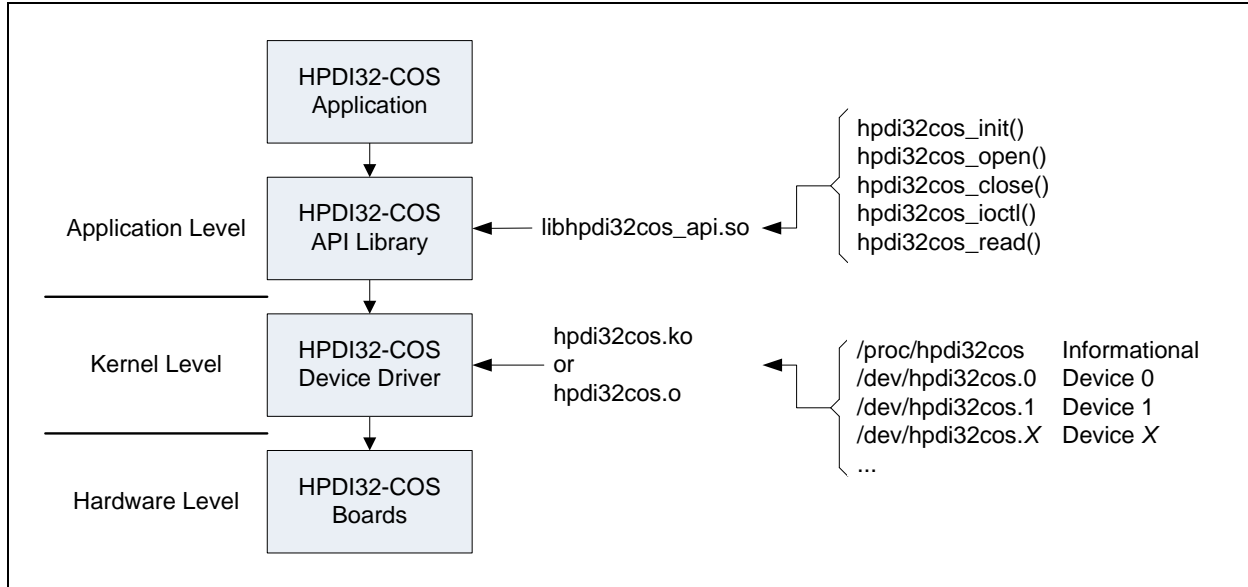 HPDI32-COS
Application
HPDI32-COS
API Library
Application Level
libhpdi32cos_api.so
hpdi32cos_init()
hpdi32cos_open()
hpdi32cos_close()
hpdi32cos_ioctl()
hpdi32cos_read()
Kernel Level
HPDI32-COS
Device Driver
hpdi32cos.ko
or
hpdi32cos.o
/proc/hpdi32cos Informational
/dev/hpdi32cos.0 Device 0
/dev/hpdi32cos.1 Device 1
/dev/hpdi32cos.X Device X
...
Hardware Level
HPDI32-COS
Boards